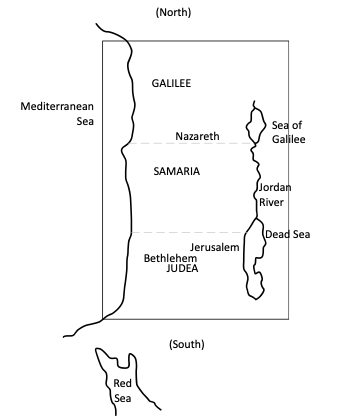 (North)
GALILEE
Mediterranean
Sea
Sea of
Galilee
Nazareth
SAMARIA
Jordan
River
Dead Sea
Jerusalem
Bethlehem
JUDEA
(South)
Red
Sea